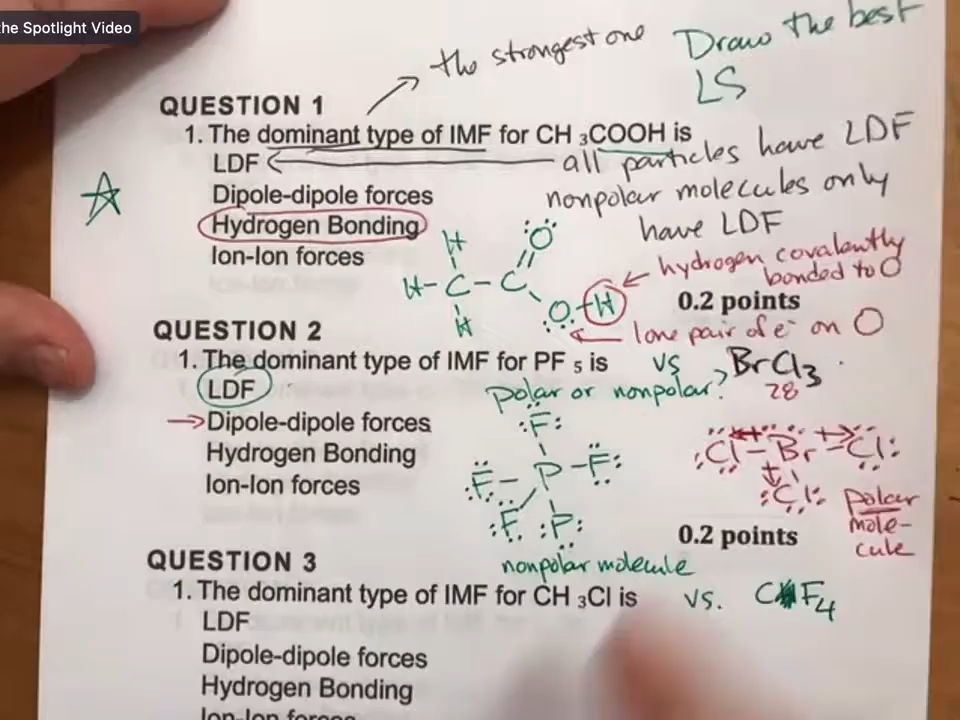 the Spotlight Video
the strongest one
Draw the best
LS
QUESTION 1
1. The dominant type of IMF for CH 3COOH is
LDF
all particles have LDF
Dipole-dipole forces
nonpolar molecules only
have LDF
Hydrogen Bonding
Ion-Ion forces
H
O
H-C-C
H
O-H
hydrogen covalently
bonded to O
0.2 points
lone pair of e- on O
QUESTION 2
1. The dominant type of IMF for PF 5 is
vs BrCl3
LDF
polar or nonpolar?
28
Dipole-dipole forces
Hydrogen Bonding
Ion-Ion forces
F
F-P-F
F P
Cl-Br-Cl
Cl
polar
mole-
cule
nonpolar molecule
0.2 points
QUESTION 3
1. The dominant type of IMF for CH 3Cl is
vs. CF4
LDF
Dipole-dipole forces
Hydrogen Bonding
Ion-Ion forces